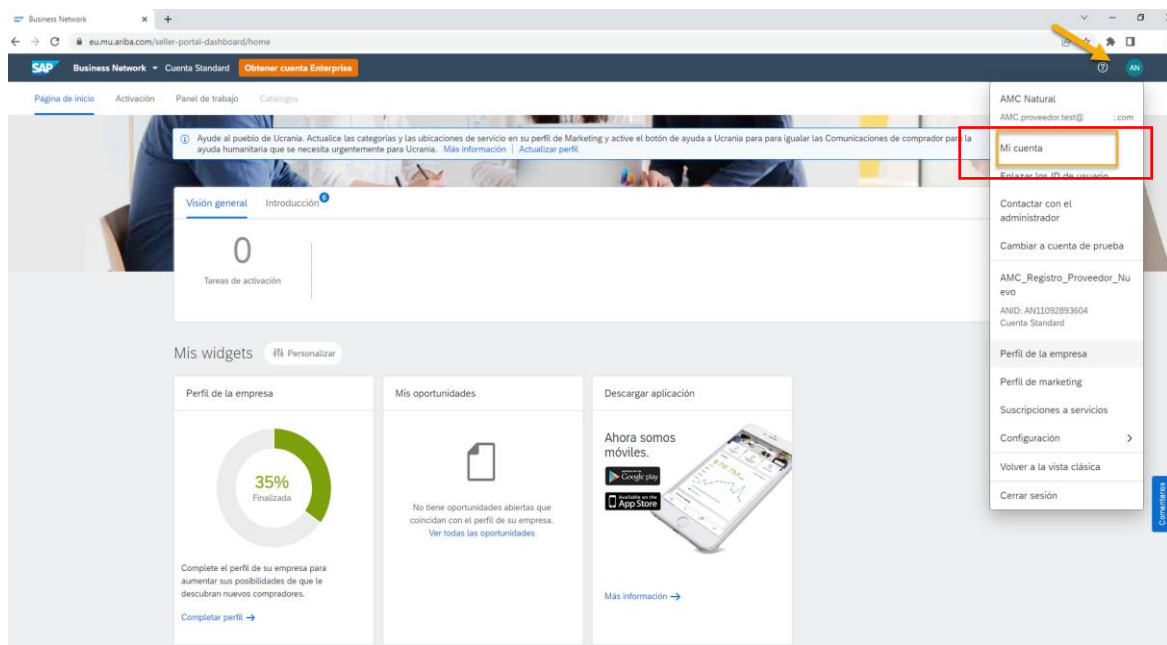 Business Network
eu.mu.ariba.com/seller-portal-dashboard/home
SAP Business Network Cuenta Standard Obtener cuenta Enterprise
AN
Página de inicio Activación Panel de trabajo Catálogos
Ayude al pueblo de Ucrania. Actualice las categorías y las ubicaciones de servicio en su perfil de Marketing y active el botón de ayuda a Ucrania para para igualar las Comunicaciones de comprador para la
ayuda humanitaria que se necesita urgentemente para Ucrania. Más información | Actualizar perfil
Visión general Introducción
0
Tareas de activación
AMC Natural
AMC.proveedor.test@ .com
Mi cuenta
Enlazar los ID de usuario
Contactar con el
administrador
Cambiar a cuenta de prueba
AMC_Registro_Proveedor_Nu
evo
ANID: AN11092893604
Cuenta Standard
Perfil de la empresa
Perfil de marketing
Suscripciones a servicios
Configuración
Volver a la vista clásica
Cerrar sesión
Comentarios
Mis widgets Personalizar
Perfil de la empresa
35%
Finalizada
Complete el perfil de su empresa para
aumentar sus posibilidades de que le
descubran nuevos compradores.
Completar perfil →
Mis oportunidades
No tiene oportunidades abiertas que
coincidan con el perfil de su empresa.
Ver todas las oportunidades
Descargar aplicación
Ahora somos
móviles.
Google play
Available on the
App Store
Más información →